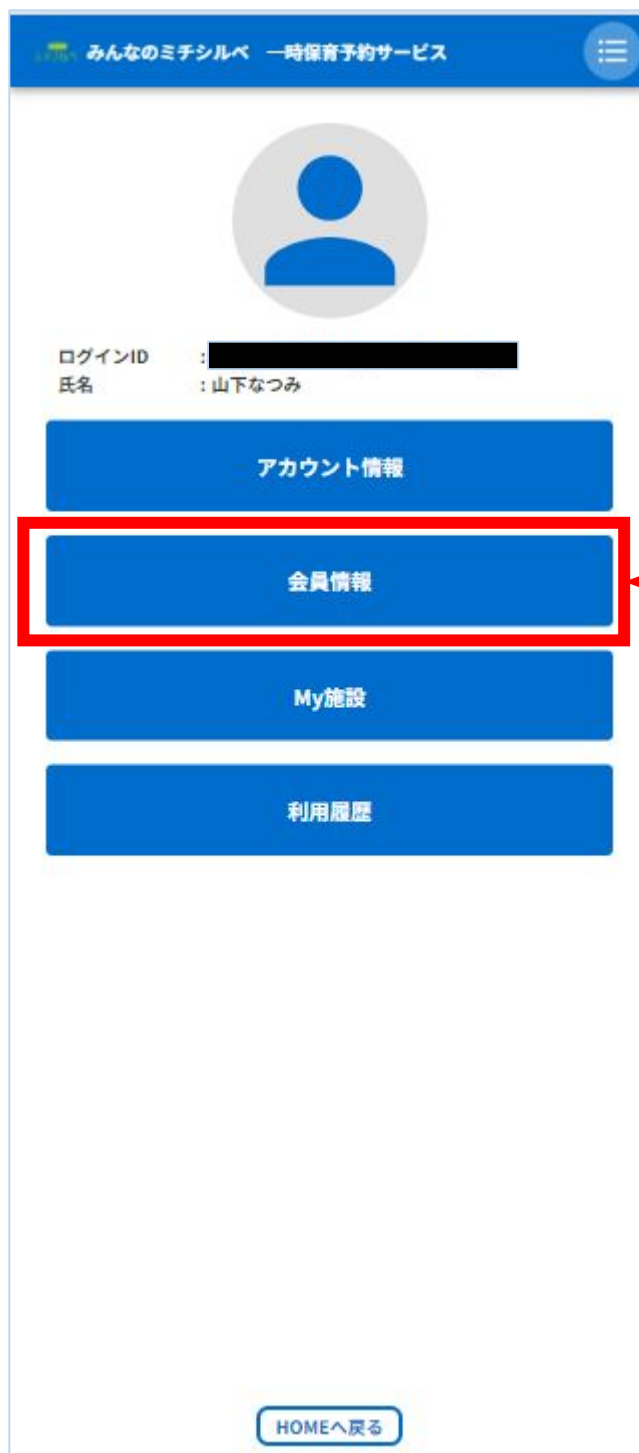 みんなのミチシルベ 一時保育予約サービス
ログインID :
氏名 : 山下なつみ
アカウント情報
会員情報
My施設
利用履歴
HOMEへ戻る